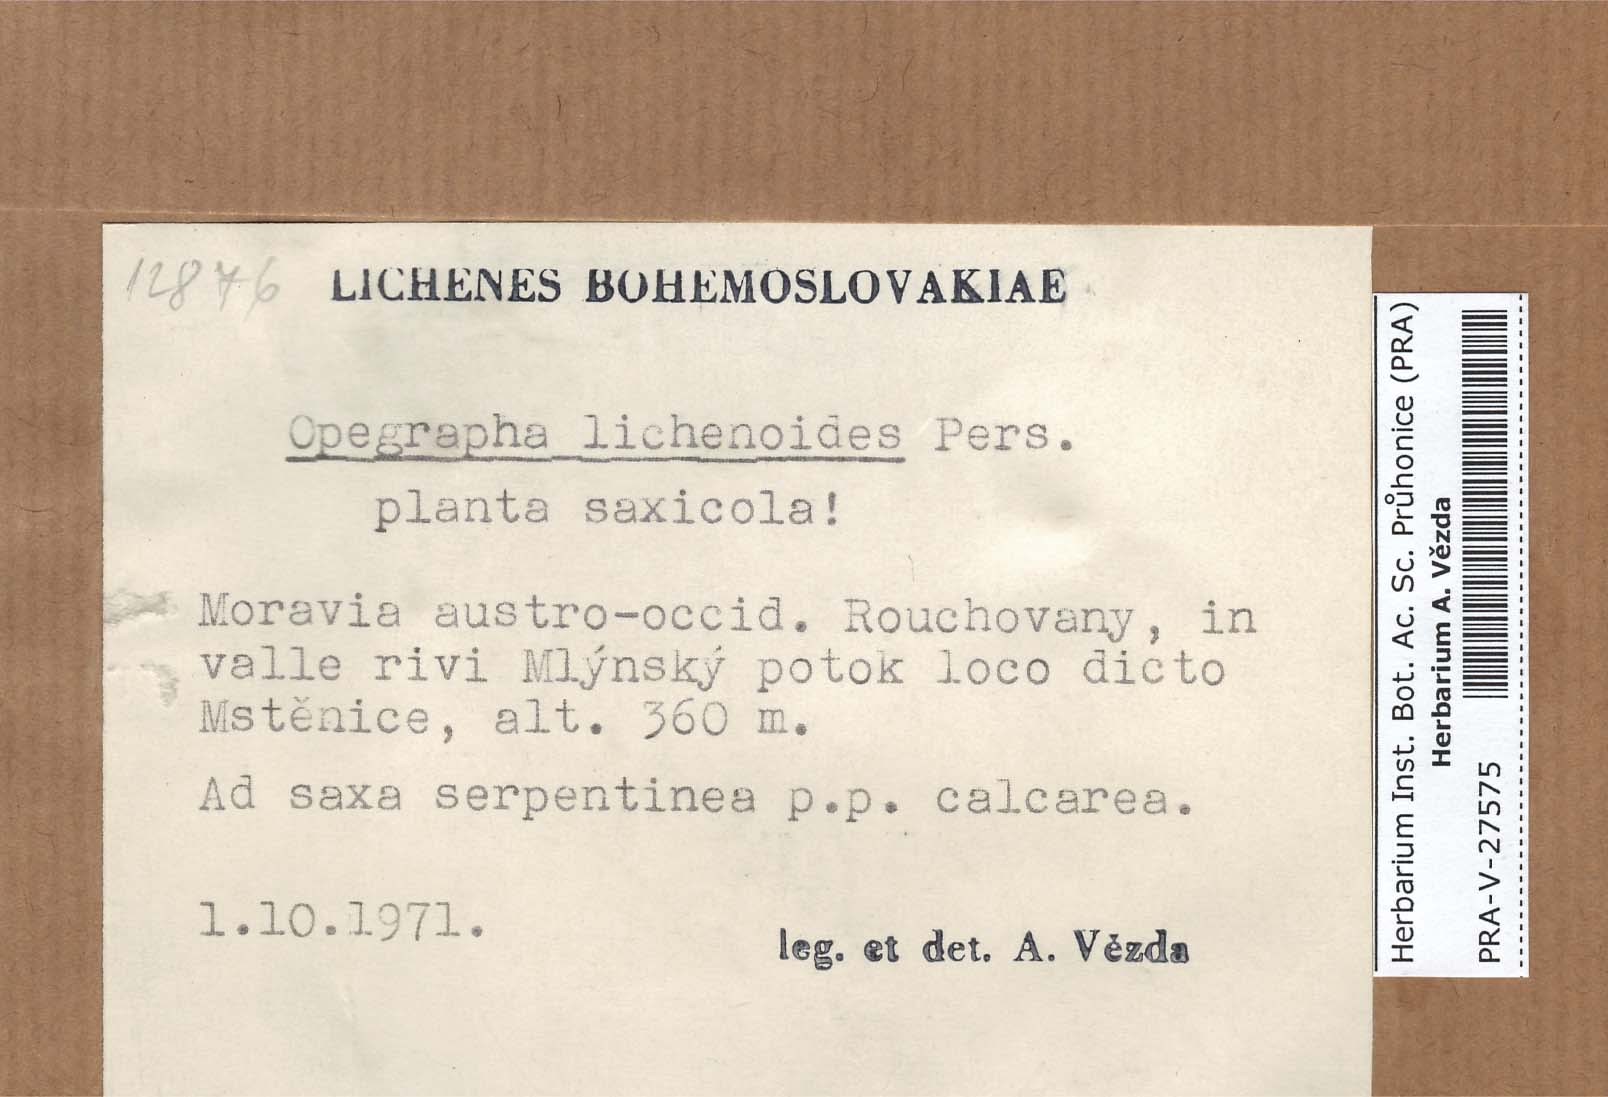 12876
LICHENES BOHEMOSLOVAKIAE
Opegrapha lichenoides Pers.
planta saxicola!
Moravia austro-occid. Rouchovany, in
valle rivi Mlýnský potok loco dicto
Mstěnice, alt. 360 m.
Ad saxa serpentinea p.p. calcarea.
1.10.1971.
leg. et det. A. Vězda
Herbarium Inst. Bot. Ac. Sc. Průhonice (PRA)
Herbarium A. Vězda
PRA-V-27575